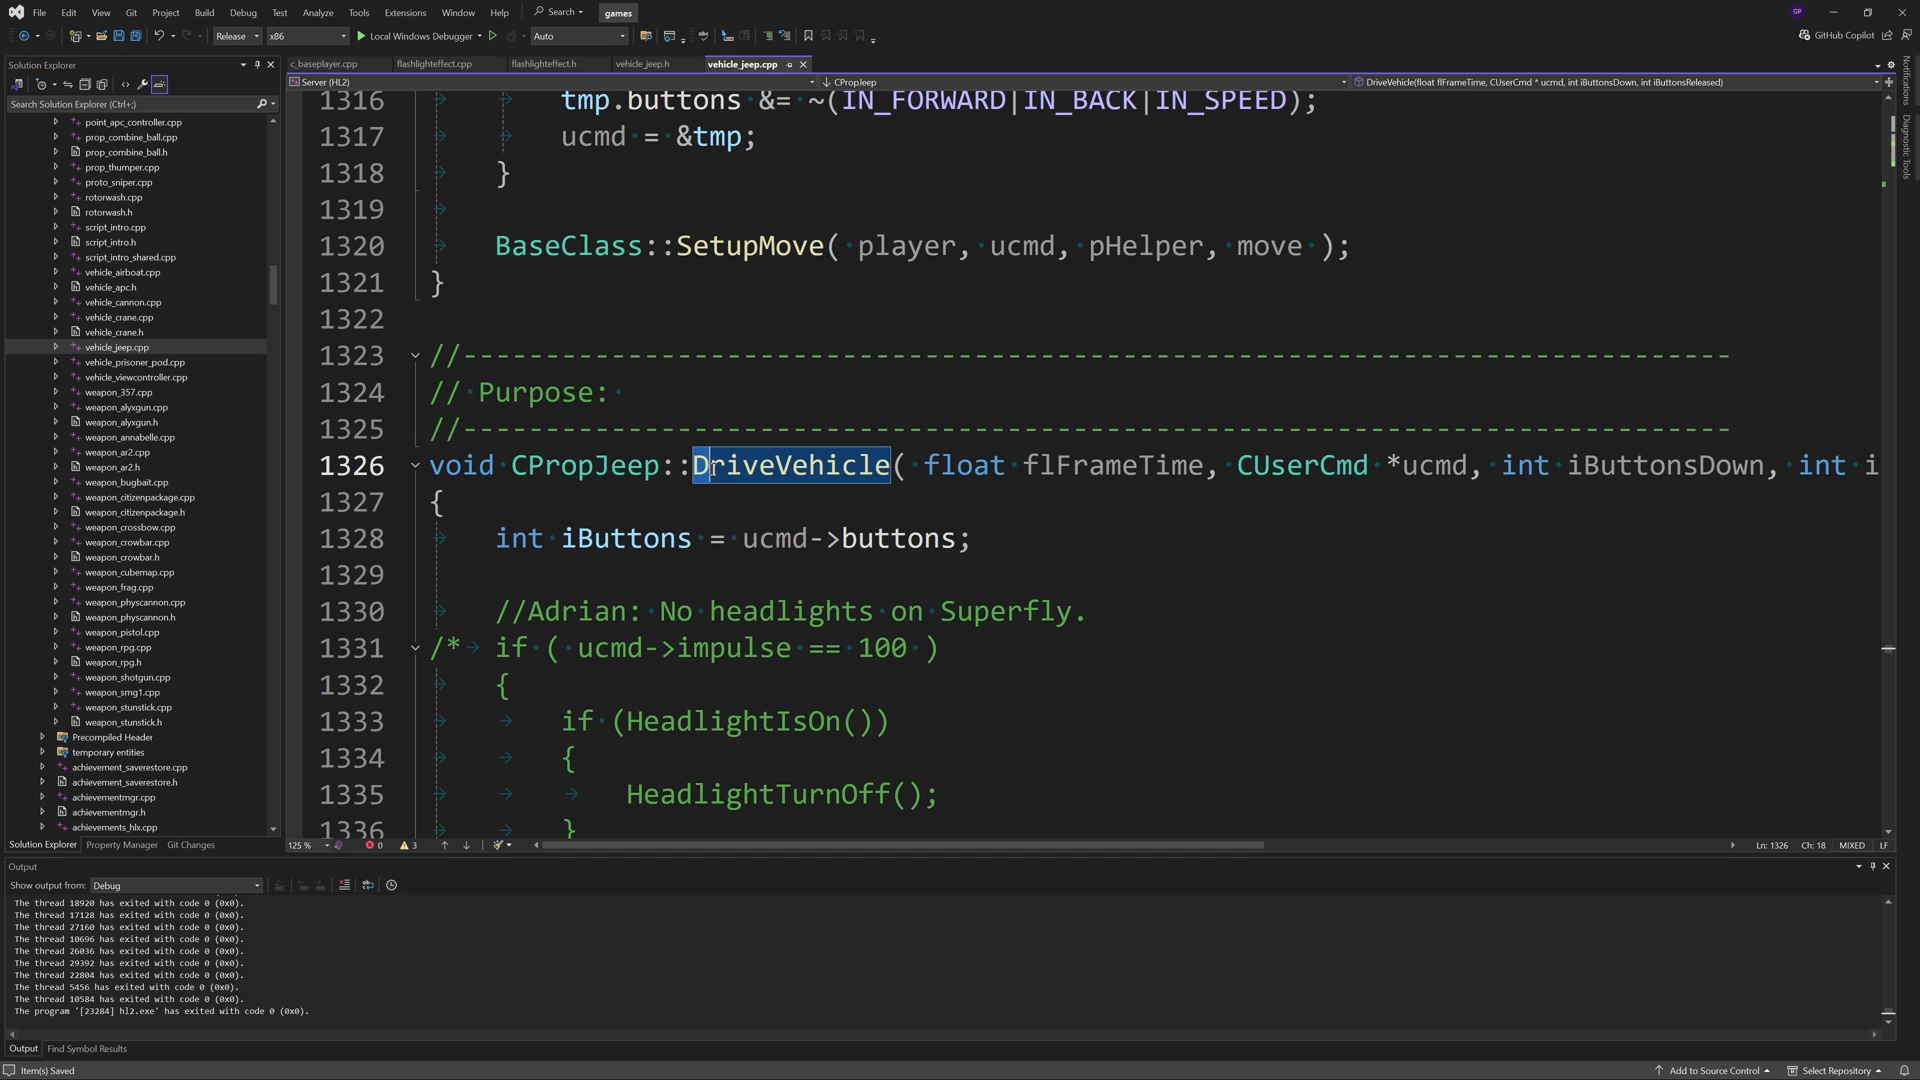 File Edit View Git Project Build Debug Test Analyze Tools Extensions Window Help Search games GP
Release x86 Local Windows Debugger Auto GitHub Copilot
Solution Explorer
Search Solution Explorer (Ctrl+;)
point_apc_controller.cpp
prop_combine_ball.cpp
prop_combine_ball.h
prop_thumper.cpp
proto_sniper.cpp
rotorwash.cpp
rotorwash.h
script_intro.cpp
script_intro.h
script_intro_shared.cpp
vehicle_airboat.cpp
vehicle_apc.h
vehicle_cannon.cpp
vehicle_crane.cpp
vehicle_crane.h
vehicle_jeep.cpp
vehicle_prisoner_pod.cpp
vehicle_viewcontroller.cpp
weapon_357.cpp
weapon_alyxgun.cpp
weapon_alyxgun.h
weapon_annabelle.cpp
weapon_ar2.cpp
weapon_ar2.h
weapon_bugbait.cpp
weapon_citizenpackage.cpp
weapon_citizenpackage.h
weapon_crossbow.cpp
weapon_crowbar.cpp
weapon_crowbar.h
weapon_cubemap.cpp
weapon_frag.cpp
weapon_physcannon.cpp
weapon_physcannon.h
weapon_pistol.cpp
weapon_rpg.cpp
weapon_rpg.h
weapon_shotgun.cpp
weapon_smg1.cpp
weapon_stunstick.cpp
weapon_stunstick.h
Precompiled Header
temporary entities
achievement_saverestore.cpp
achievement_saverestore.h
achievementmgr.cpp
achievementmgr.h
achievements_hlx.cpp
Solution Explorer Property Manager Git Changes
c_baseplayer.cpp flashlighteffect.cpp flashlighteffect.h vehicle_jeep.h vehicle_jeep.cpp
Server (HL2) CPropJeep DriveVehicle(float flFrameTime, CUserCmd * ucmd, int iButtonsDown, int iButtonsReleased)
1316 tmp.buttons &= ~(IN_FORWARD|IN_BACK|IN_SPEED);
1317 ucmd = &tmp;
1318 }
1319
1320 BaseClass::SetupMove( player, ucmd, pHelper, move );
1321 }
1322
1323 //-----------------------------------------------------------------------------
1324 // Purpose:
1325 //-----------------------------------------------------------------------------
1326 void CPropJeep::DriveVehicle( float flFrameTime, CUserCmd *ucmd, int iButtonsDown, int i
1327 {
1328 int iButtons = ucmd->buttons;
1329
1330 //Adrian: No headlights on Superfly.
1331 /* if ( ucmd->impulse == 100 )
1332 {
1333 if (HeadlightIsOn())
1334 {
1335 HeadlightTurnOff();
1336 }
125 % 0 3 Ln: 1326 Ch: 18 MIXED LF
Notifications
Diagnostic Tools
Output
Show output from: Debug
The thread 18920 has exited with code 0 (0x0).
The thread 17128 has exited with code 0 (0x0).
The thread 27160 has exited with code 0 (0x0).
The thread 10696 has exited with code 0 (0x0).
The thread 26036 has exited with code 0 (0x0).
The thread 29392 has exited with code 0 (0x0).
The thread 22804 has exited with code 0 (0x0).
The thread 5456 has exited with code 0 (0x0).
The thread 10584 has exited with code 0 (0x0).
The program '[23284] hl2.exe' has exited with code 0 (0x0).
Output Find Symbol Results
Item(s) Saved Add to Source Control Select Repository